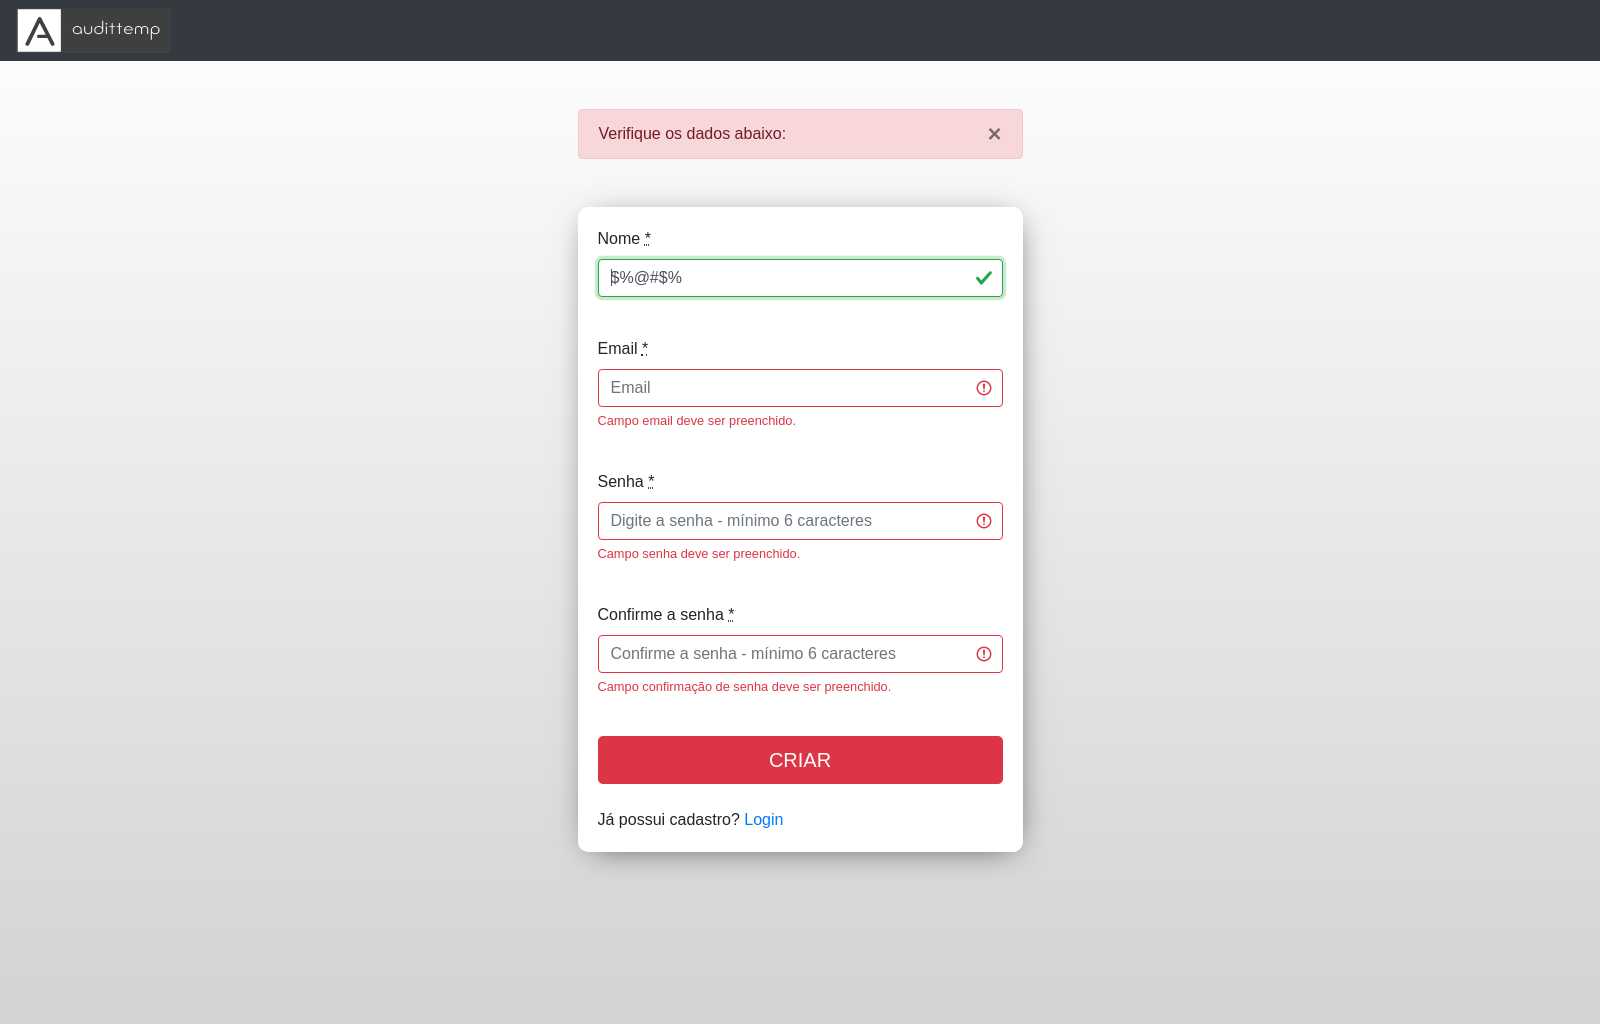 audittemp
Verifique os dados abaixo: ×
Nome *
$%@#$%
Email *
Email
Campo email deve ser preenchido.
Senha *
Digite a senha - mínimo 6 caracteres
Campo senha deve ser preenchido.
Confirme a senha *
Confirme a senha - mínimo 6 caracteres
Campo confirmação de senha deve ser preenchido.
CRIAR
Já possui cadastro? Login